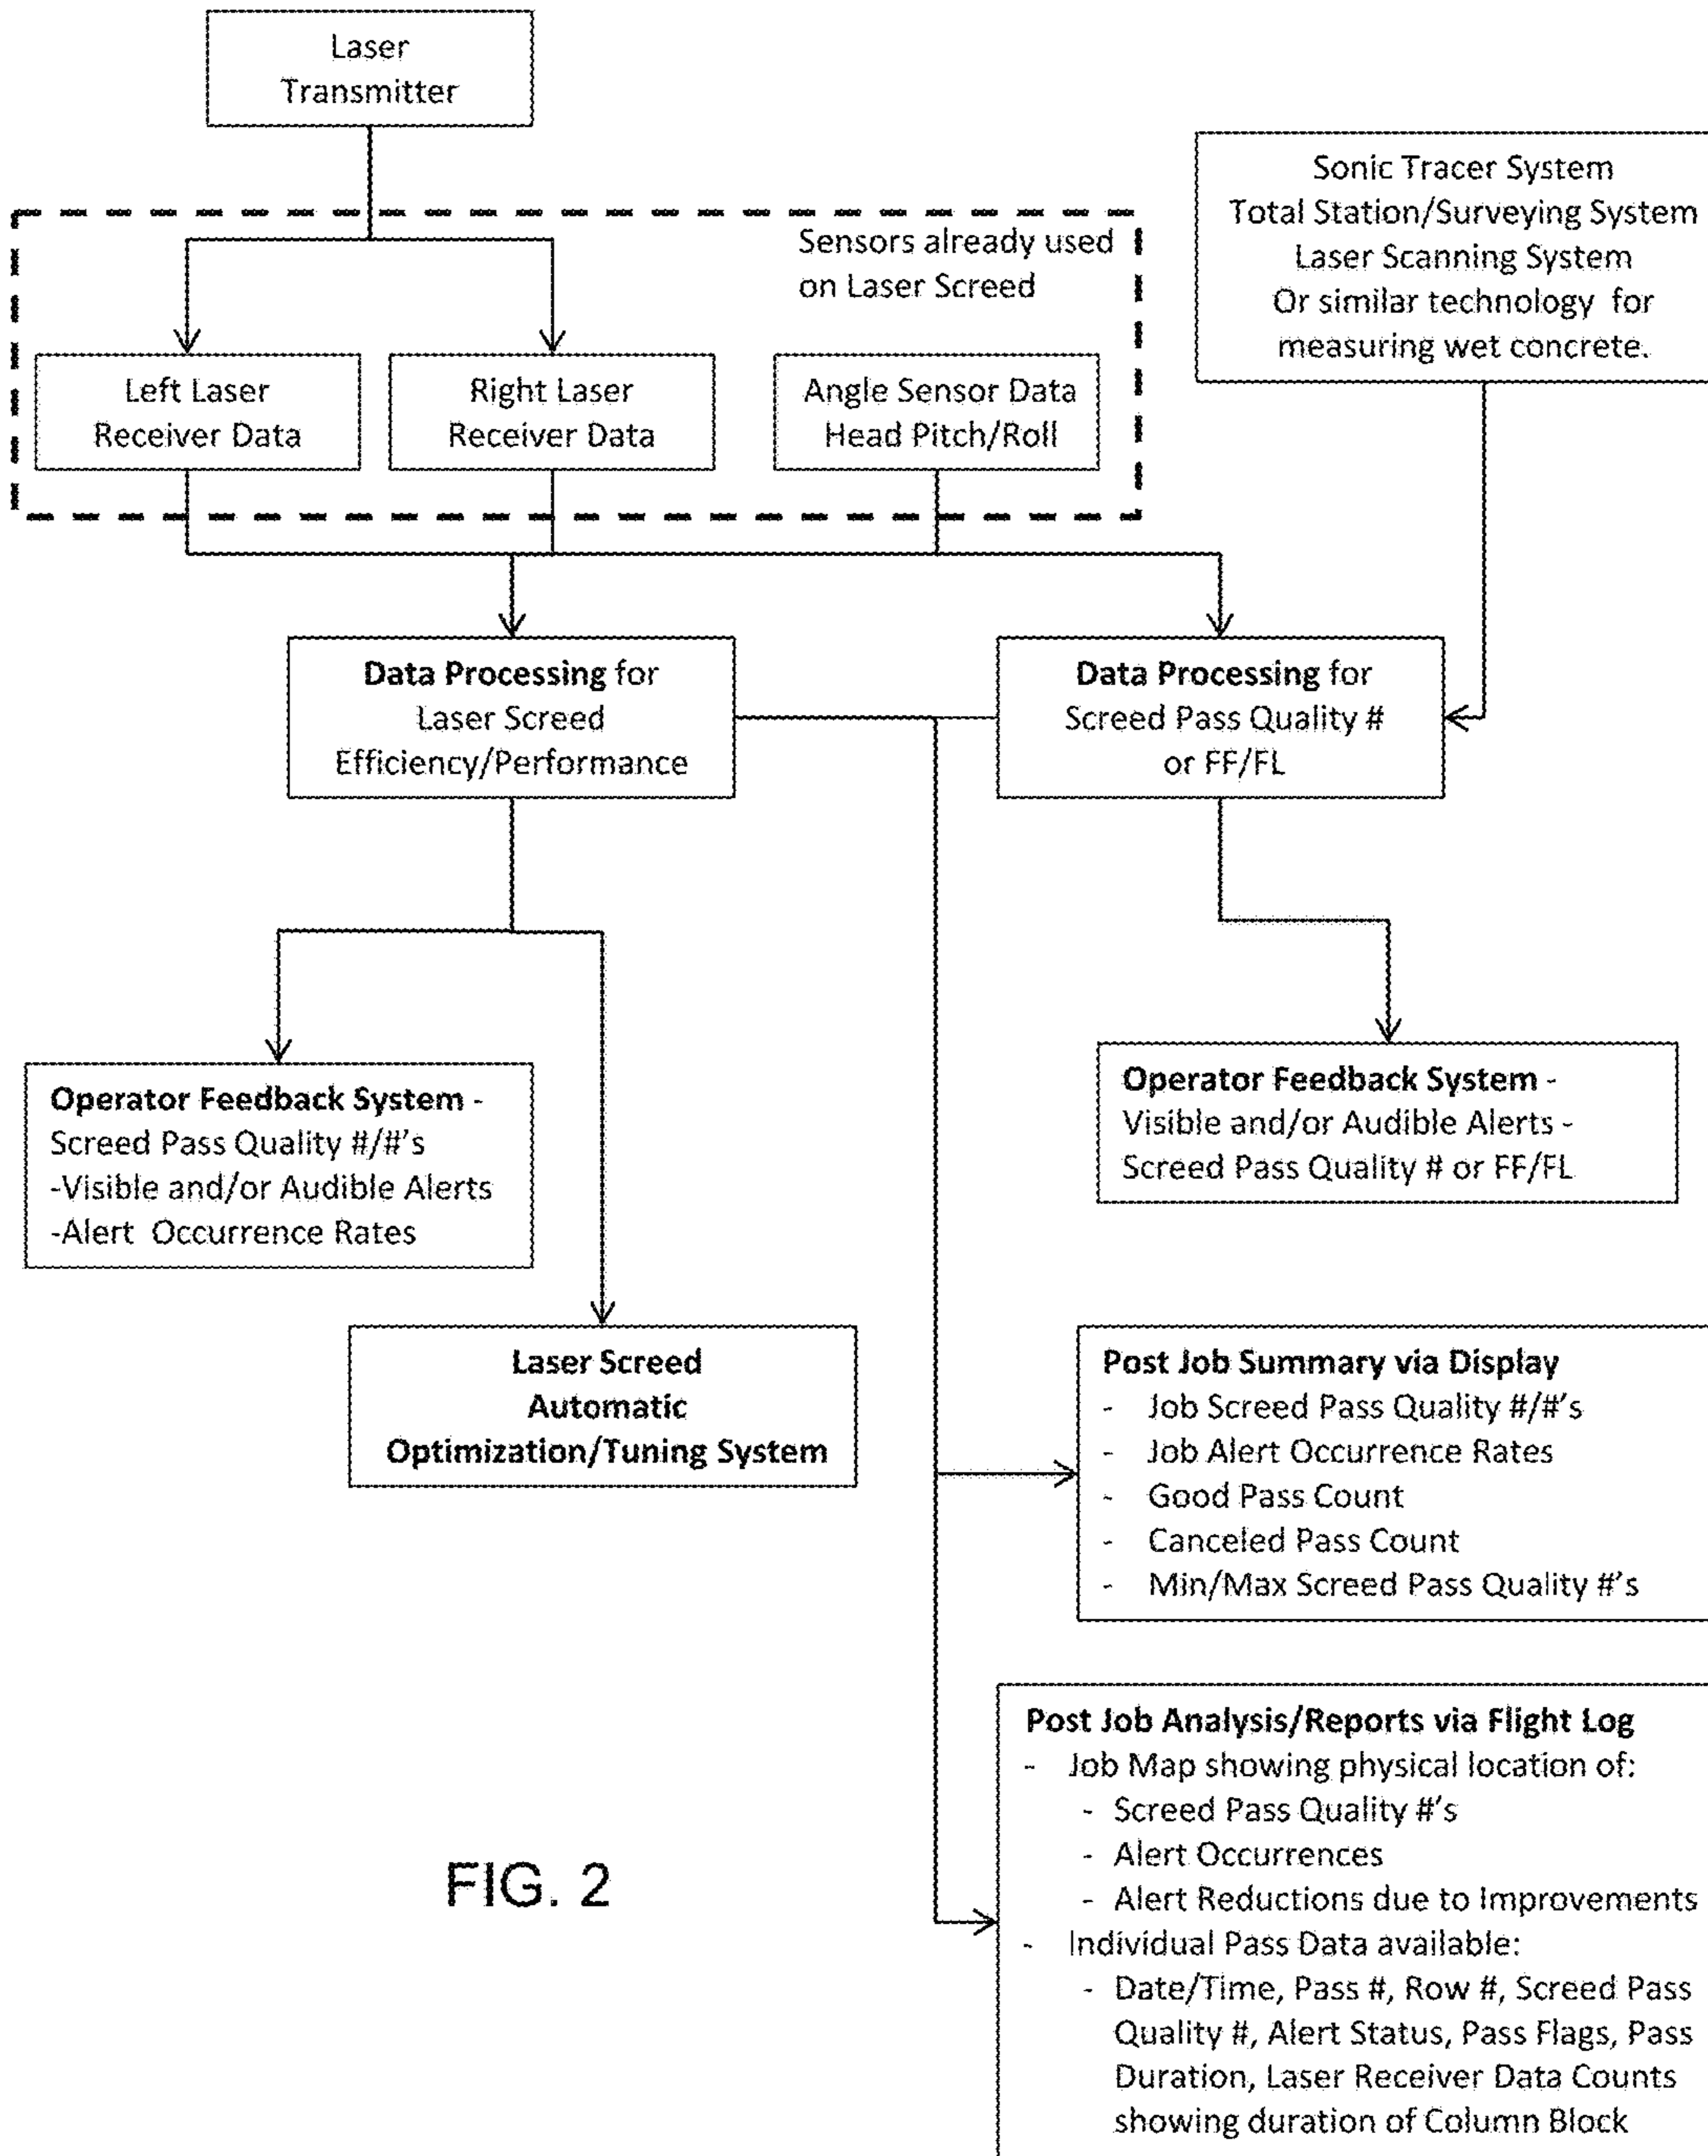 Laser
Transmitter
Sonic Tracer System
Total Station/Surveying System
Laser Scanning System
Or similar technology for
measuring wet concrete.
Sensors already used
on Laser Screed
Left Laser
Receiver Data
Right Laser
Receiver Data
Angle Sensor Data
Head Pitch/Roll
Data Processing for
Laser Screed
Efficiency/Performance
Data Processing for
Screed Pass Quality #
or FF/FL
Operator Feedback System -
Screed Pass Quality #/#'s
-Visible and/or Audible Alerts
-Alert Occurrence Rates
Operator Feedback System -
Visible and/or Audible Alerts -
Screed Pass Quality # or FF/FL
Laser Screed
Automatic
Optimization/Tuning System
Post Job Summary via Display
- Job Screed Pass Quality #/#'s
- Job Alert Occurrence Rates
- Good Pass Count
- Canceled Pass Count
- Min/Max Screed Pass Quality #'s
Post Job Analysis/Reports via Flight Log
- Job Map showing physical location of:
- Screed Pass Quality #'s
- Alert Occurrences
- Alert Reductions due to Improvements
- Individual Pass Data available:
- Date/Time, Pass #, Row #, Screed Pass
Quality #, Alert Status, Pass Flags, Pass
Duration, Laser Receiver Data Counts
showing duration of Column Block
FIG. 2